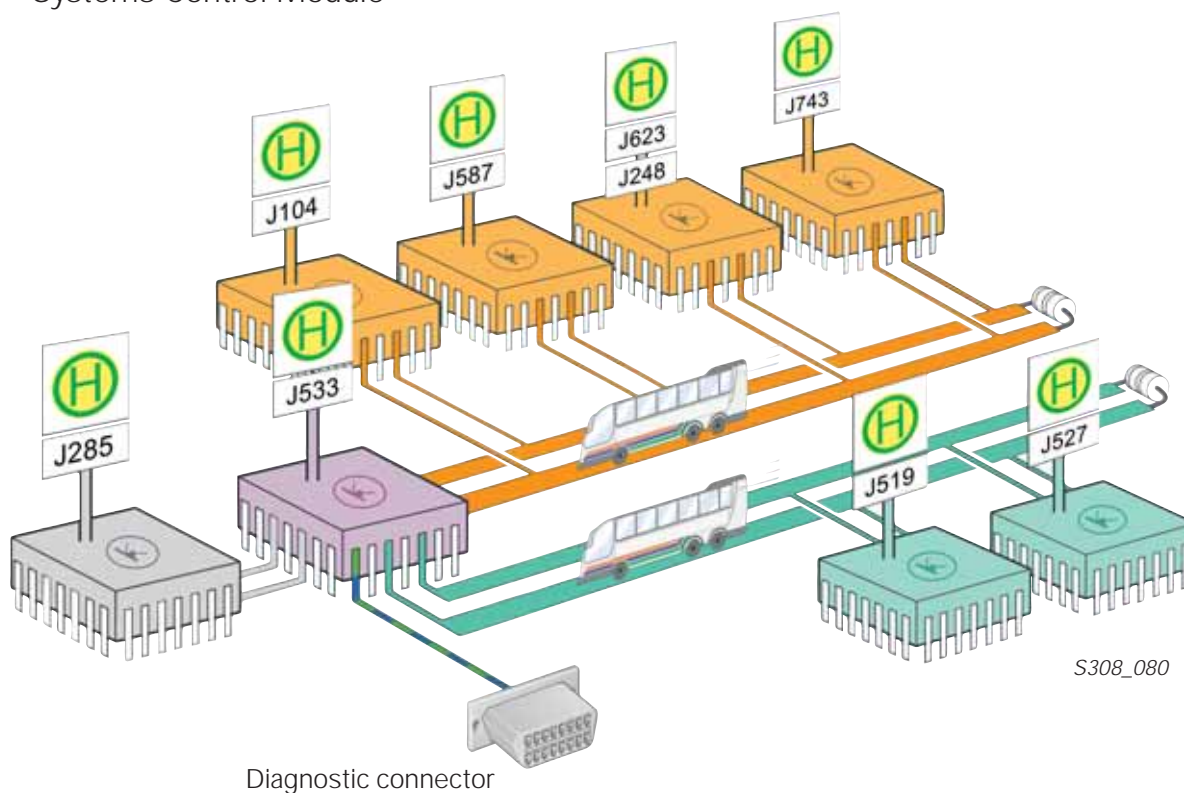 Systems Control Module
H
J743
H
J623
J248
H
J587
H
J104
H
J533
H
J285
H
J527
H
J519
S308_080
Diagnostic connector